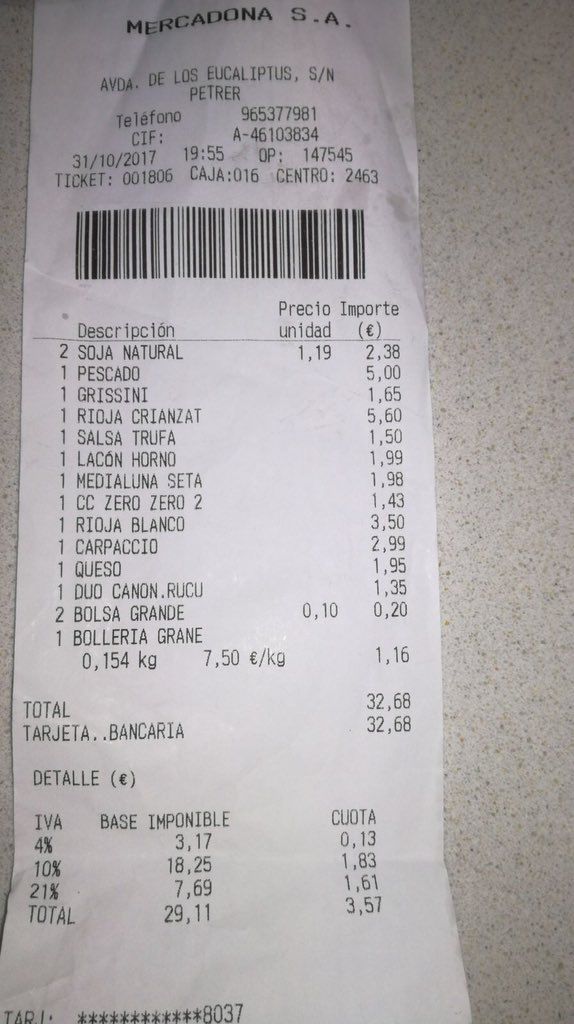 MERCADONA S.A.
AVDA. DE LOS EUCALIPTUS, S/N
PETRER
Teléfono 965377981
CIF: A-46103834
31/10/2017 19:55 OP: 147545
TICKET: 001806 CAJA:016 CENTRO: 2463
Precio Importe
Descripción unidad (€)
2 SOJA NATURAL 1,19 2,38
1 PESCADO 5,00
1 GRISSINI 1,65
1 RIOJA CRIANZAT 5,60
1 SALSA TRUFA 1,50
1 LACÓN HORNO 1,99
1 MEDIALUNA SETA 1,98
1 CC ZERO ZERO 2 1,43
1 RIOJA BLANCO 3,50
1 CARPACCIO 2,99
1 QUESO 1,95
1 DUO CANON.RUCU 1,35
2 BOLSA GRANDE 0,10 0,20
1 BOLLERIA GRANE
0,154 kg 7,50 €/kg 1,16
TOTAL 32,68
TARJETA..BANCARIA 32,68
DETALLE (€)
IVA BASE IMPONIBLE CUOTA
4% 3,17 0,13
10% 18,25 1,83
21% 7,69 1,61
TOTAL 29,11 3,57
TARJ: ************8037